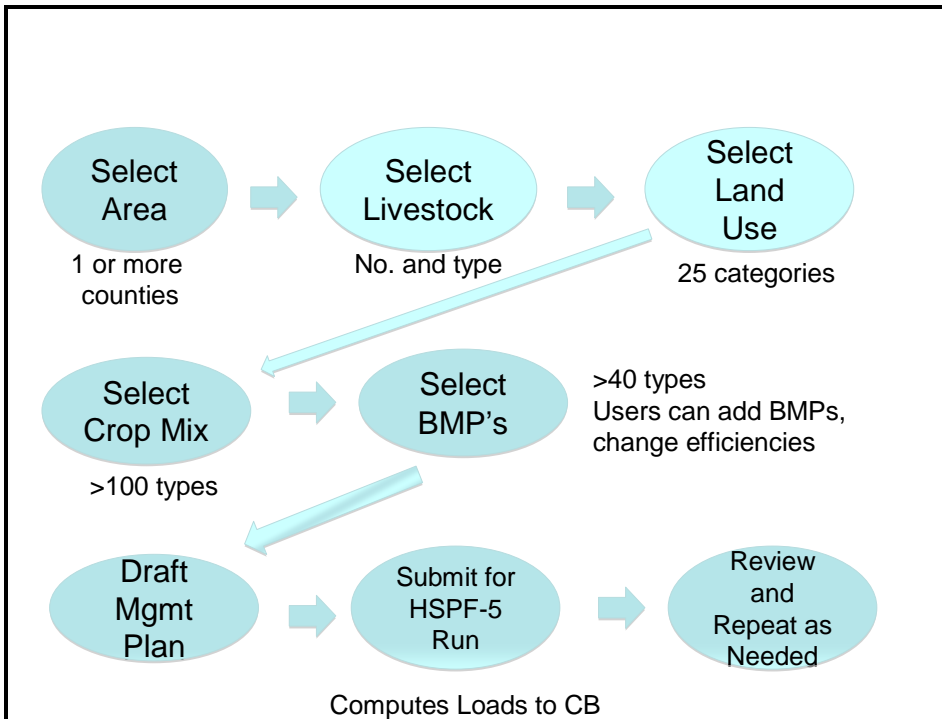 Select
Area
1 or more
counties
Select
Livestock
No. and type
Select
Land
Use
25 categories
Select
Crop Mix
>100 types
Select
BMP's
>40 types
Users can add BMPs,
change efficiencies
Draft
Mgmt
Plan
Submit for
HSPF-5
Run
Computes Loads to CB
Review
and
Repeat as
Needed